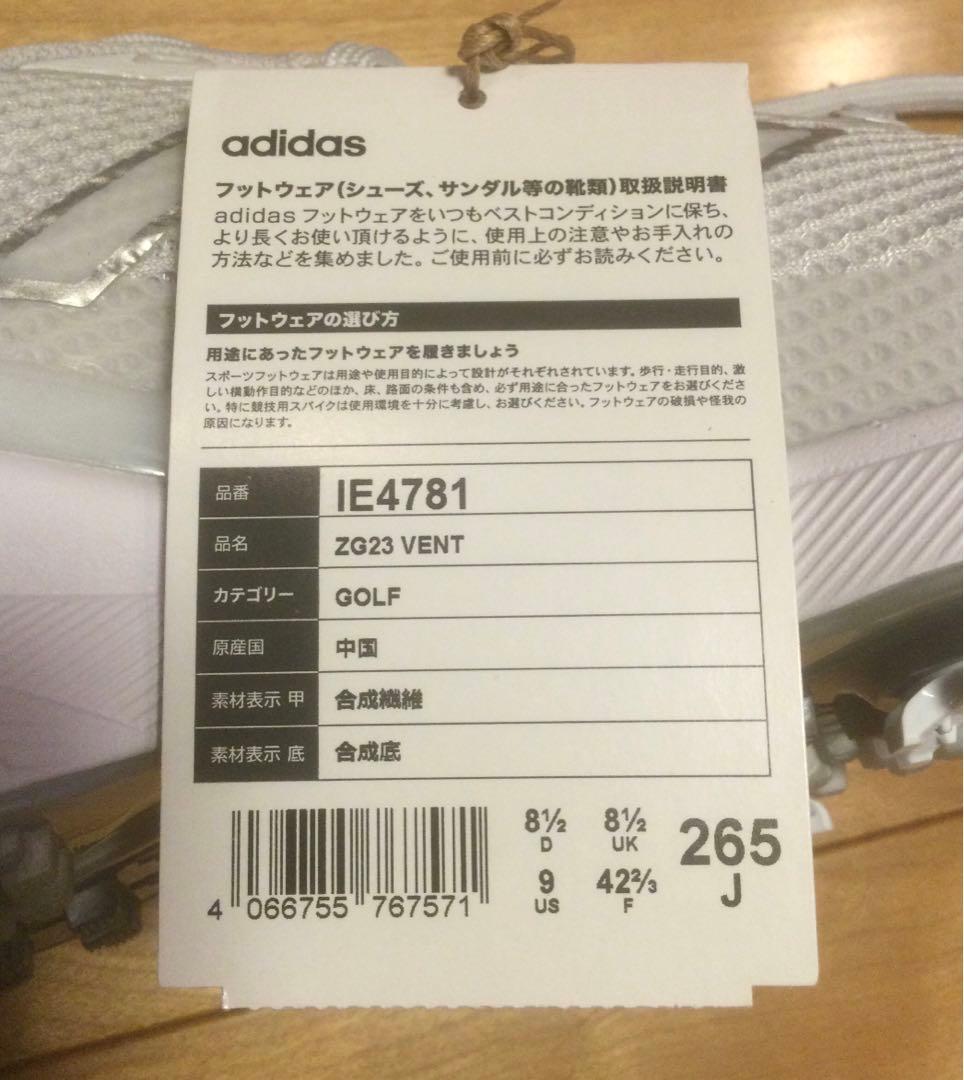 adidas
フットウェア(シューズ、サンダル等の靴類)取扱説明書
adidas フットウェアをいつもベストコンディションに保ち、
より長くお使い頂けるように、使用上の注意やお手入れの
方法などを集めました。ご使用前に必ずお読みください。
フットウェアの選び方
用途にあったフットウェアを履きましょう
スポーツフットウェアは用途や使用目的によって設計がそれぞれされています。歩行・走行目的、激
しい横動作目的などのほか、床、路面の条件も含め、必ず用途に合ったフットウェアをお選びくださ
い。特に競技用スパイクは使用環境を十分に考慮し、お選びください。フットウェアの破損や怪我の
原因になります。
品番 IE4781
品名 ZG23 VENT
カテゴリー GOLF
原産国 中国
素材表示 甲 合成繊維
素材表示 底 合成底
8½ 8½ 265
D UK J
9 42⅔
US F
4 066755 767571